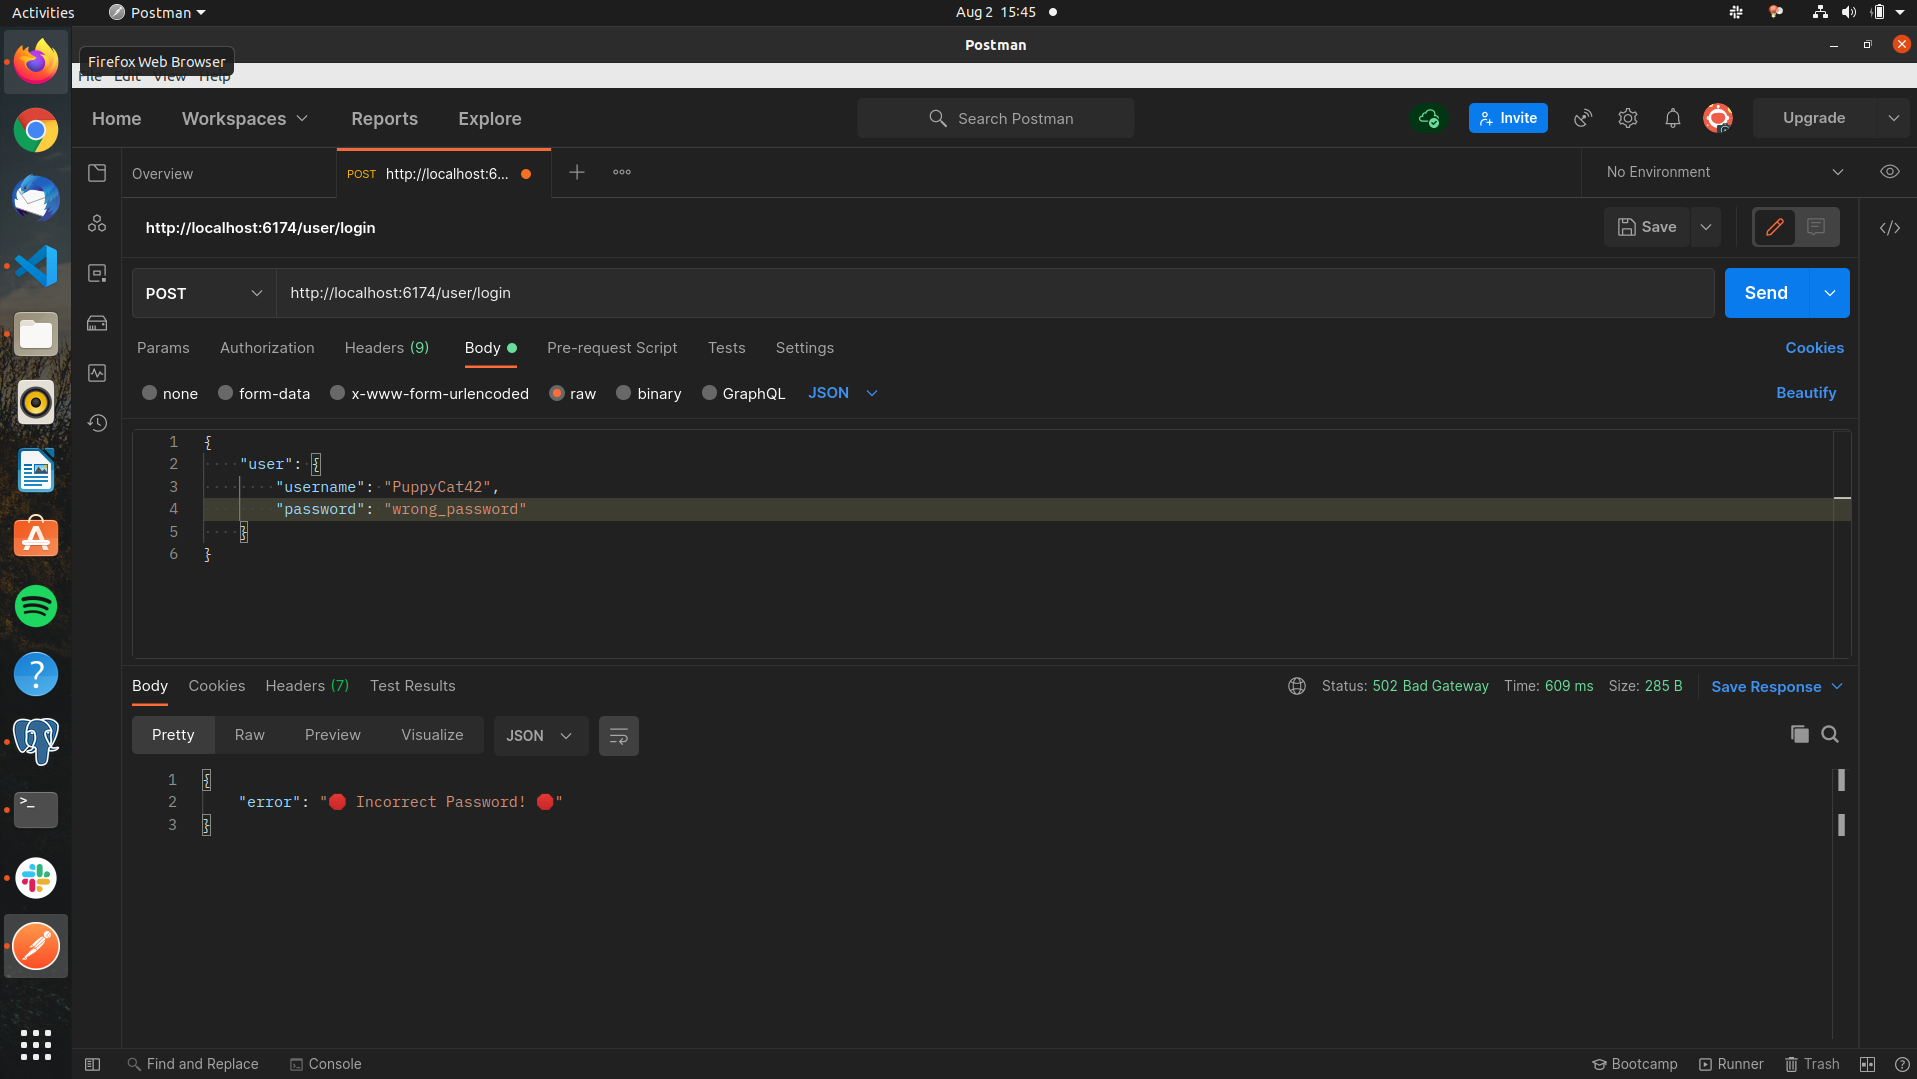 Activities
Postman
Aug 2 15:45
Postman
Firefox Web Browser
File Edit View Help
Home
Workspaces
Reports
Explore
Search Postman
Invite
Upgrade
Overview
POST http://localhost:6...
No Environment
http://localhost:6174/user/login
Save
POST
http://localhost:6174/user/login
Send
Params
Authorization
Headers (9)
Body
Pre-request Script
Tests
Settings
Cookies
none
form-data
x-www-form-urlencoded
raw
binary
GraphQL
JSON
Beautify
1 {
2 "user": {
3 "username": "PuppyCat42",
4 "password": "wrong_password"
5 }
6 }
Body
Cookies
Headers (7)
Test Results
Status: 502 Bad Gateway
Time: 609 ms
Size: 285 B
Save Response
Pretty
Raw
Preview
Visualize
JSON
1 {
2 "error": "🛑 Incorrect Password! 🛑"
3 }
Find and Replace
Console
Bootcamp
Runner
Trash